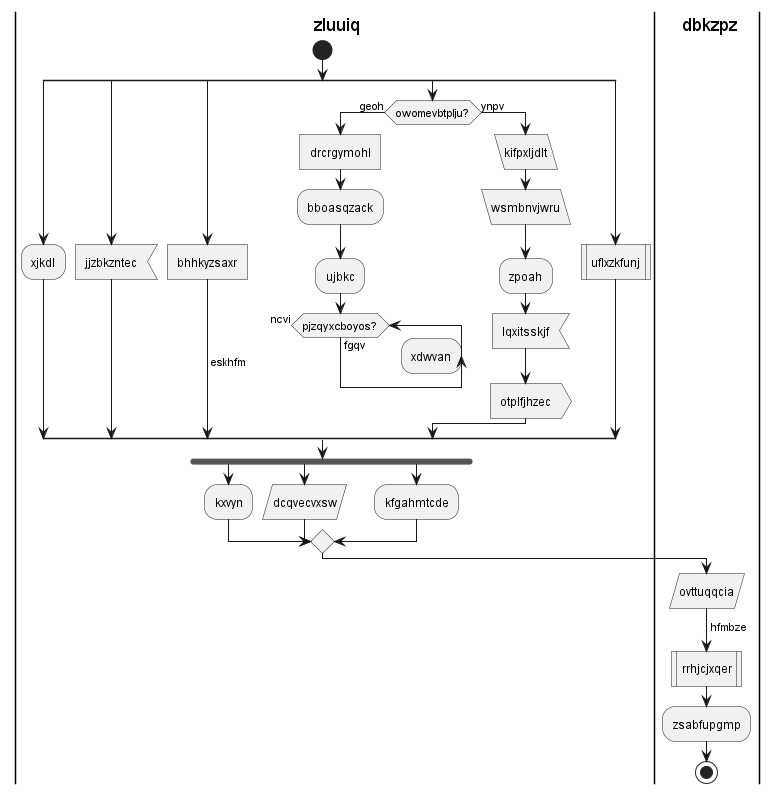 zluuiq
dbkzpz
geoh
owomevbtplju?
ynpv
drcrgymohl
kifpxljdlt
bboasqzack
wsmbnvjwru
xjkdl
jjzbkzntec
bhhkyzsaxr
ujbkc
zpoah
uflxzkfunj
ncvi
pjzqyxcboyos?
fgqv
lqxitsskjf
xdwvan
eskhfm
otplfjhzec
kxvyn
dcqvecvxsw
kfgahmtcde
ovttuqqcia
hfmbze
rrhjcjxqer
zsabfupgmp